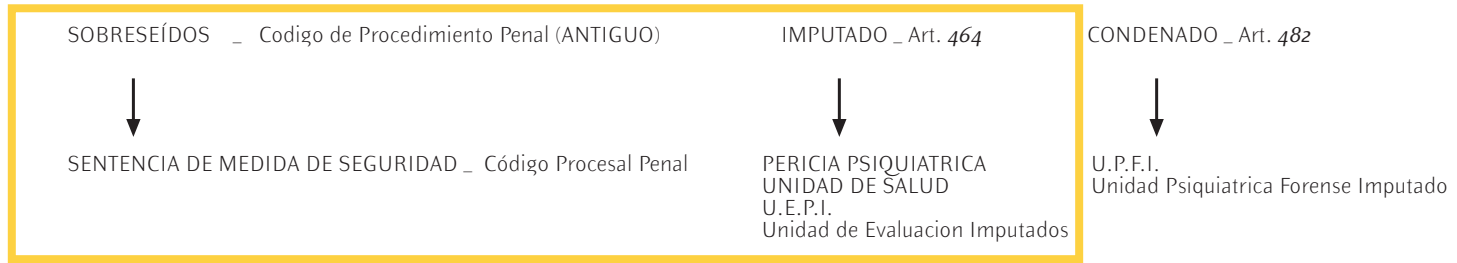 SOBRESEÍDOS _ Codigo de Procedimiento Penal (ANTIGUO)
IMPUTADO _ Art. 464
CONDENADO _ Art. 482
SENTENCIA DE MEDIDA DE SEGURIDAD _ Código Procesal Penal
PERICIA PSIQUIATRICA
UNIDAD DE SALUD
U.E.P.I.
Unidad de Evaluacion Imputados
U.P.F.I.
Unidad Psiquiatrica Forense Imputado